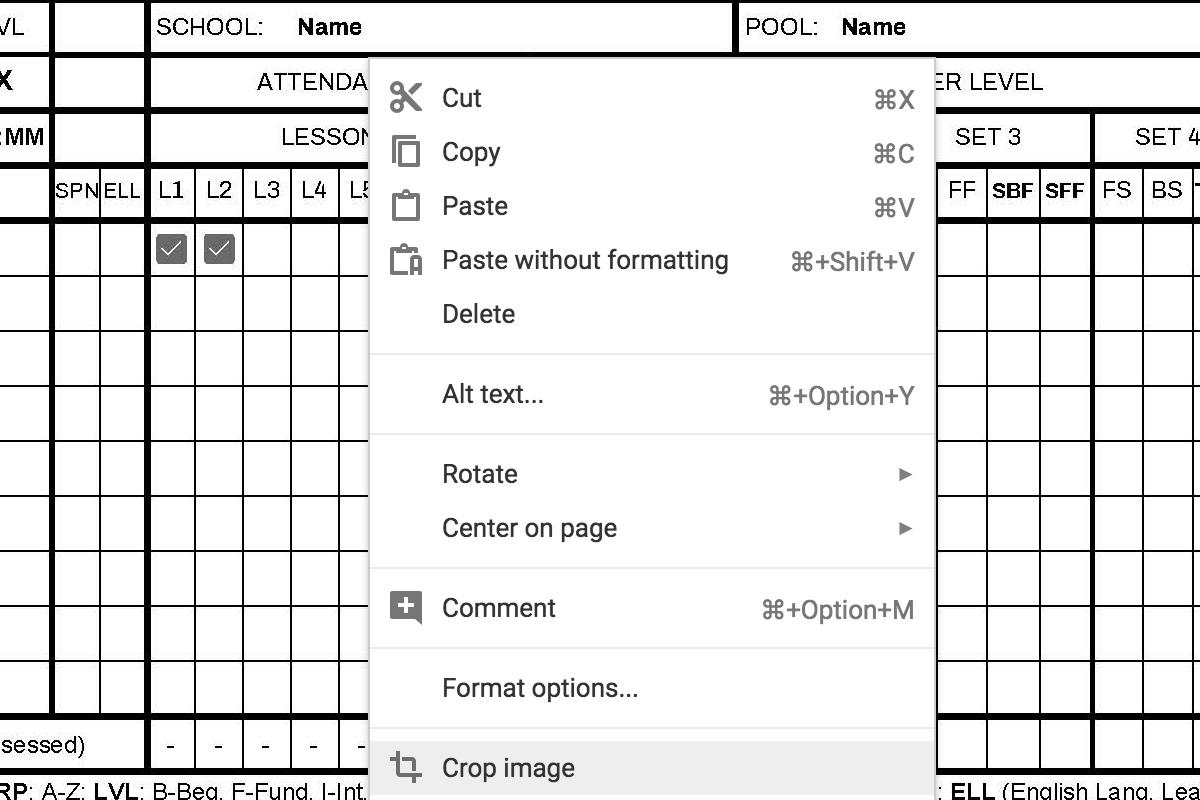 VL SCHOOL: Name POOL: Name
X ATTENDA ER LEVEL
:MM LESSON SET 3 SET 4
SPN ELL L1 L2 L3 L4 L5 FF SBF SFF FS BS
Cut ⌘X
Copy ⌘C
Paste ⌘V
Paste without formatting ⌘+Shift+V
Delete
Alt text... ⌘+Option+Y
Rotate ►
Center on page ►
Comment ⌘+Option+M
Format options...
sessed) - - - - -
Crop image
RP: A-Z; LVL: B-Beg, F-Fund, I-Int, : ELL (English Lang. Lea